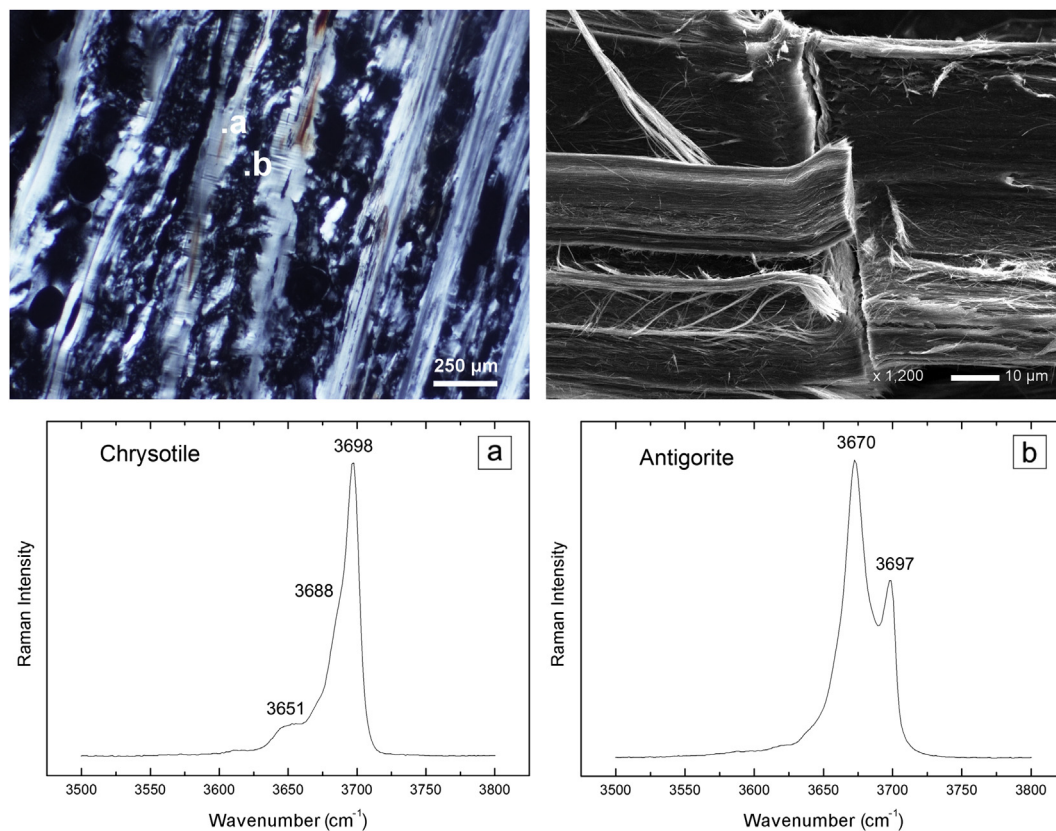 .a
.b
250 µm
x 1,200
10 µm
Chrysotile
3698
a
3688
3651
Raman Intensity
3500 3550 3600 3650 3700 3750 3800
Wavenumber (cm⁻¹)
Antigorite
3670
b
3697
Raman Intensity
3500 3550 3600 3650 3700 3750 3800
Wavenumber (cm⁻¹)